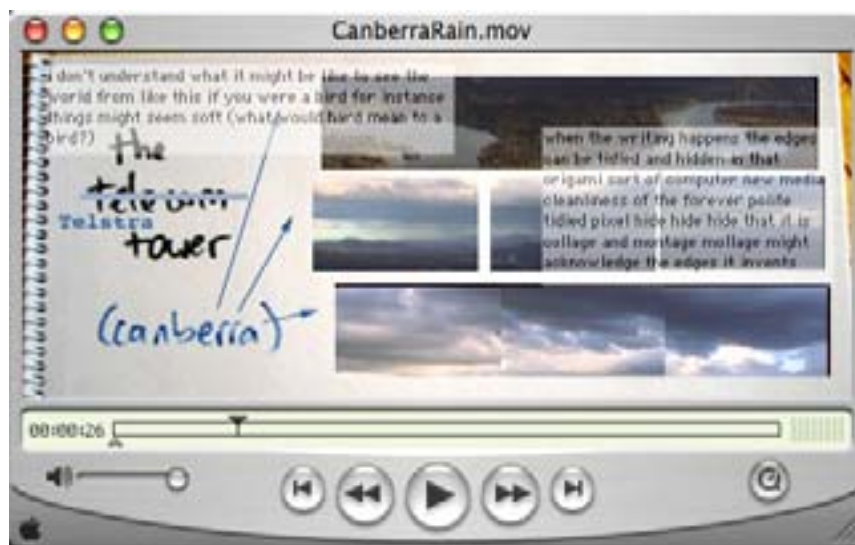 CanberraRain.mov
i don't understand what it might be like to see the
world from like this if you were a bird for instance
things might seem soft (what would hard mean to a
bird?)
the
telecom
Telstra
tower
(canberra)
when the writing happens the edges
can be tidied and hidden in that
origami sort of computer new media
cleanliness of the forever polite
tidied pixel hide hide hide that it is
collage and montage mollage might
acknowledge the edges it invents
00:00:26